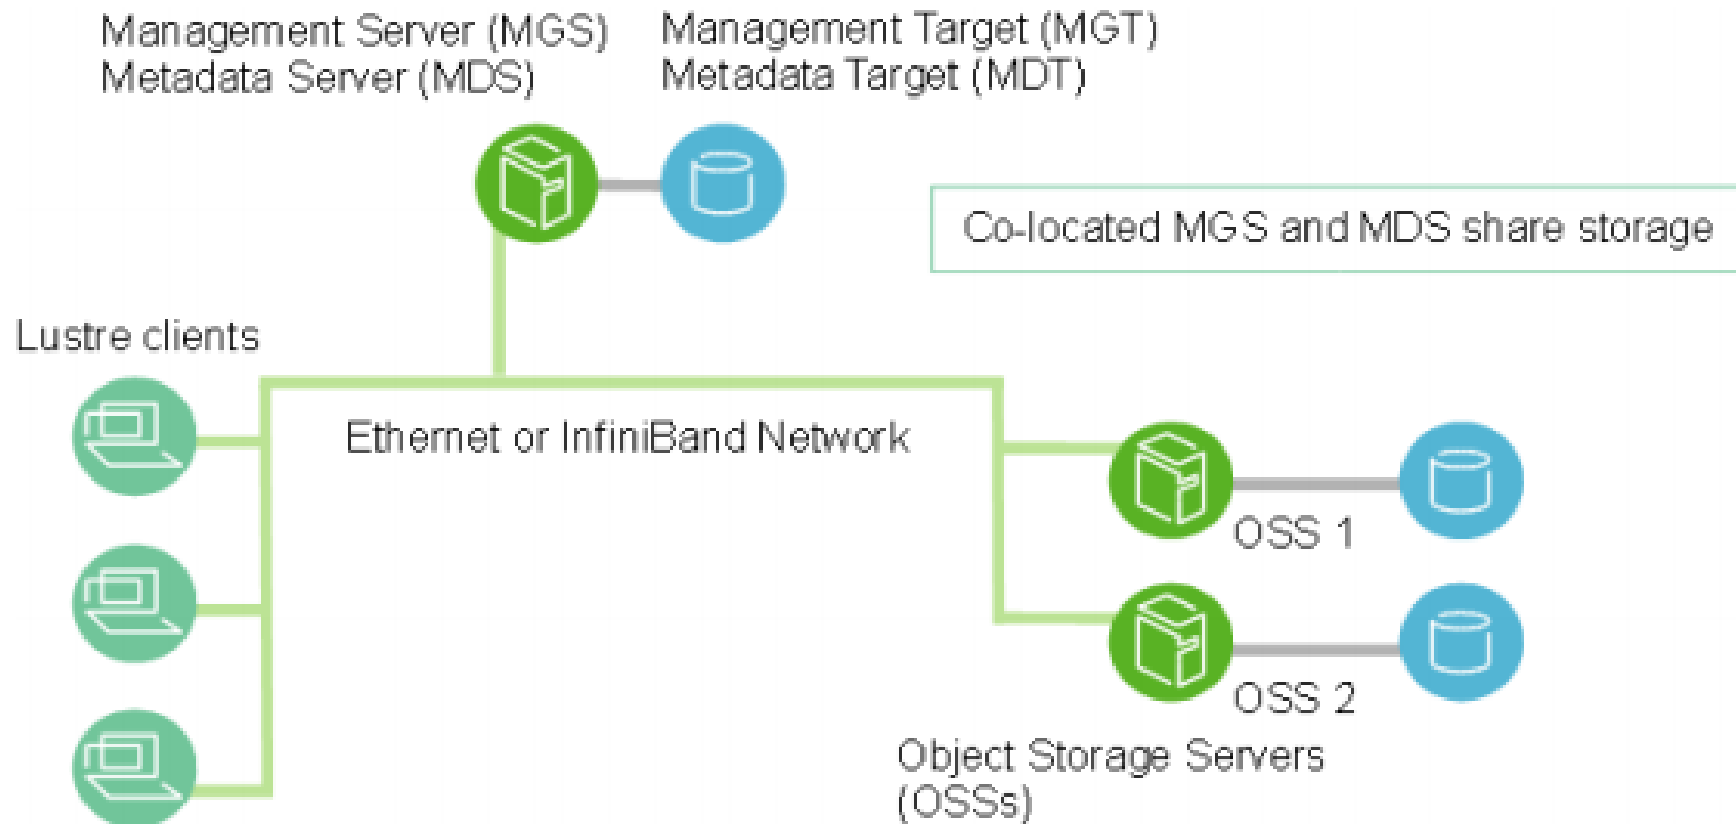 Management Server (MGS)
Metadata Server (MDS)
Management Target (MGT)
Metadata Target (MDT)
Co-located MGS and MDS share storage
Lustre clients
Ethernet or InfiniBand Network
OSS 1
OSS 2
Object Storage Servers
(OSSs)